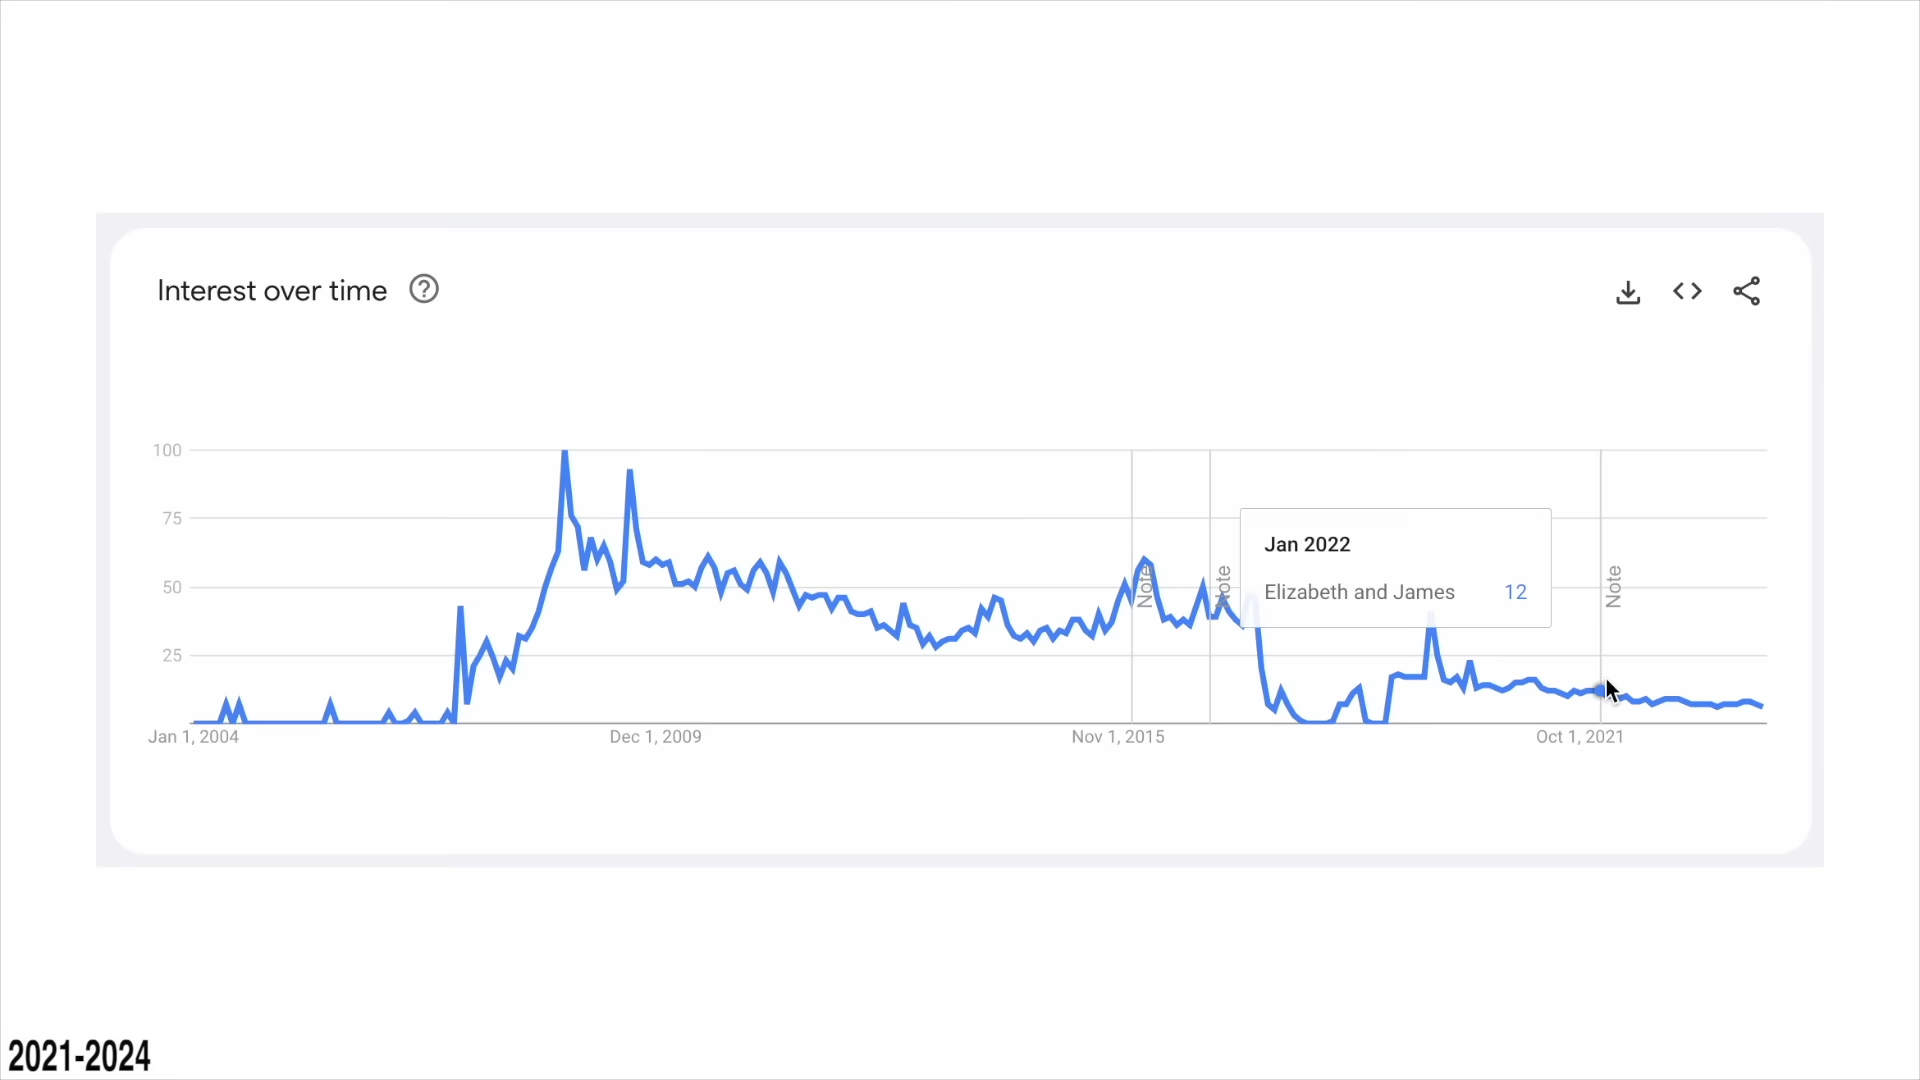 Interest over time
100
75
50
25
Note
Note
Note
Jan 2022
Elizabeth and James 12
Jan 1, 2004
Dec 1, 2009
Nov 1, 2015
Oct 1, 2021
2021-2024